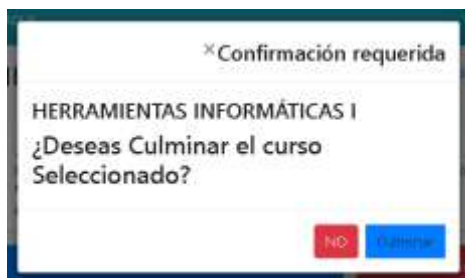 ×Confirmación requerida
HERRAMIENTAS INFORMÁTICAS I
¿Deseas Culminar el curso
Seleccionado?
NO Culminar